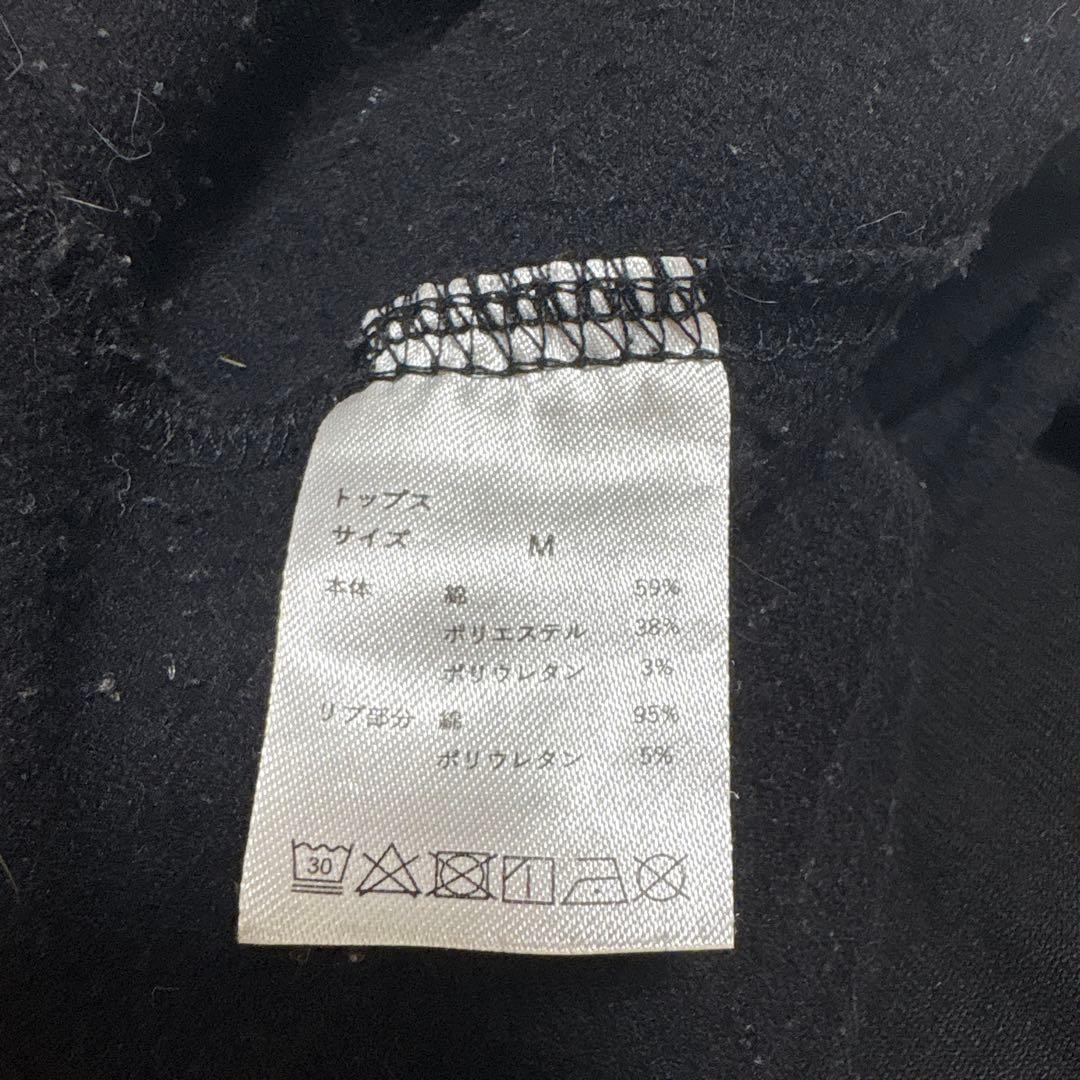 トップス
サイズ M
本体 綿 59%
ポリエステル 38%
ポリウレタン 3%
リブ部分 綿 95%
ポリウレタン 5%
30